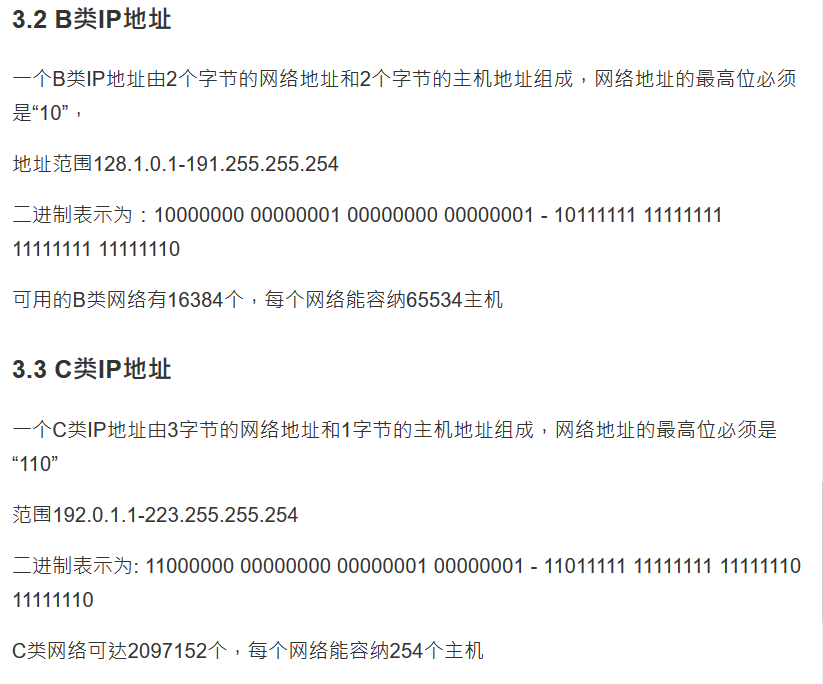 3.2 B类IP地址
一个B类IP地址由2个字节的网络地址和2个字节的主机地址组成，网络地址的最高位必须
是“10”，
地址范围128.1.0.1-191.255.255.254
二进制表示为：10000000 00000001 00000000 00000001 - 10111111 11111111
11111111 11111110
可用的B类网络有16384个，每个网络能容纳65534主机
3.3 C类IP地址
一个C类IP地址由3字节的网络地址和1字节的主机地址组成，网络地址的最高位必须是
“110”
范围192.0.1.1-223.255.255.254
二进制表示为: 11000000 00000000 00000001 00000001 - 11011111 11111111 11111110
11111110
C类网络可达2097152个，每个网络能容纳254个主机